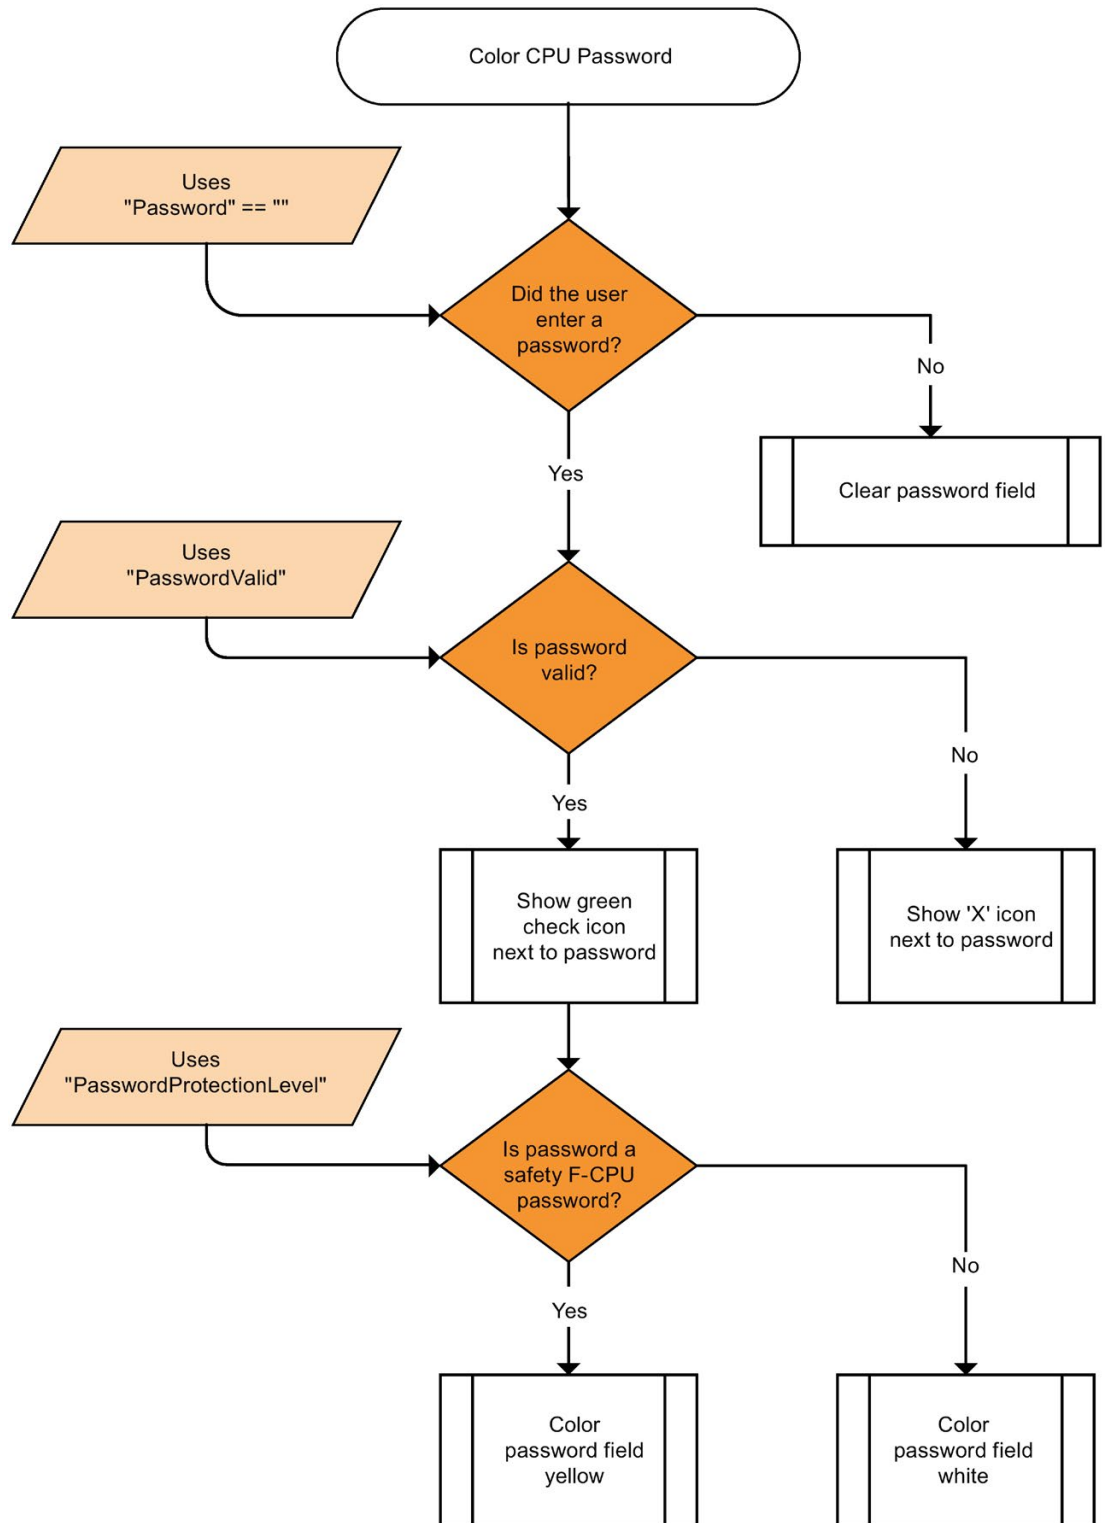 Color CPU Password
Uses
"Password" == ""
Did the user
enter a
password?
No
Clear password field
Yes
Uses
"PasswordValid"
Is password
valid?
No
Yes
Show green
check icon
next to password
Show 'X' icon
next to password
Uses
"PasswordProtectionLevel"
Is password a
safety F-CPU
password?
No
Yes
Color
password field
yellow
Color
password field
white